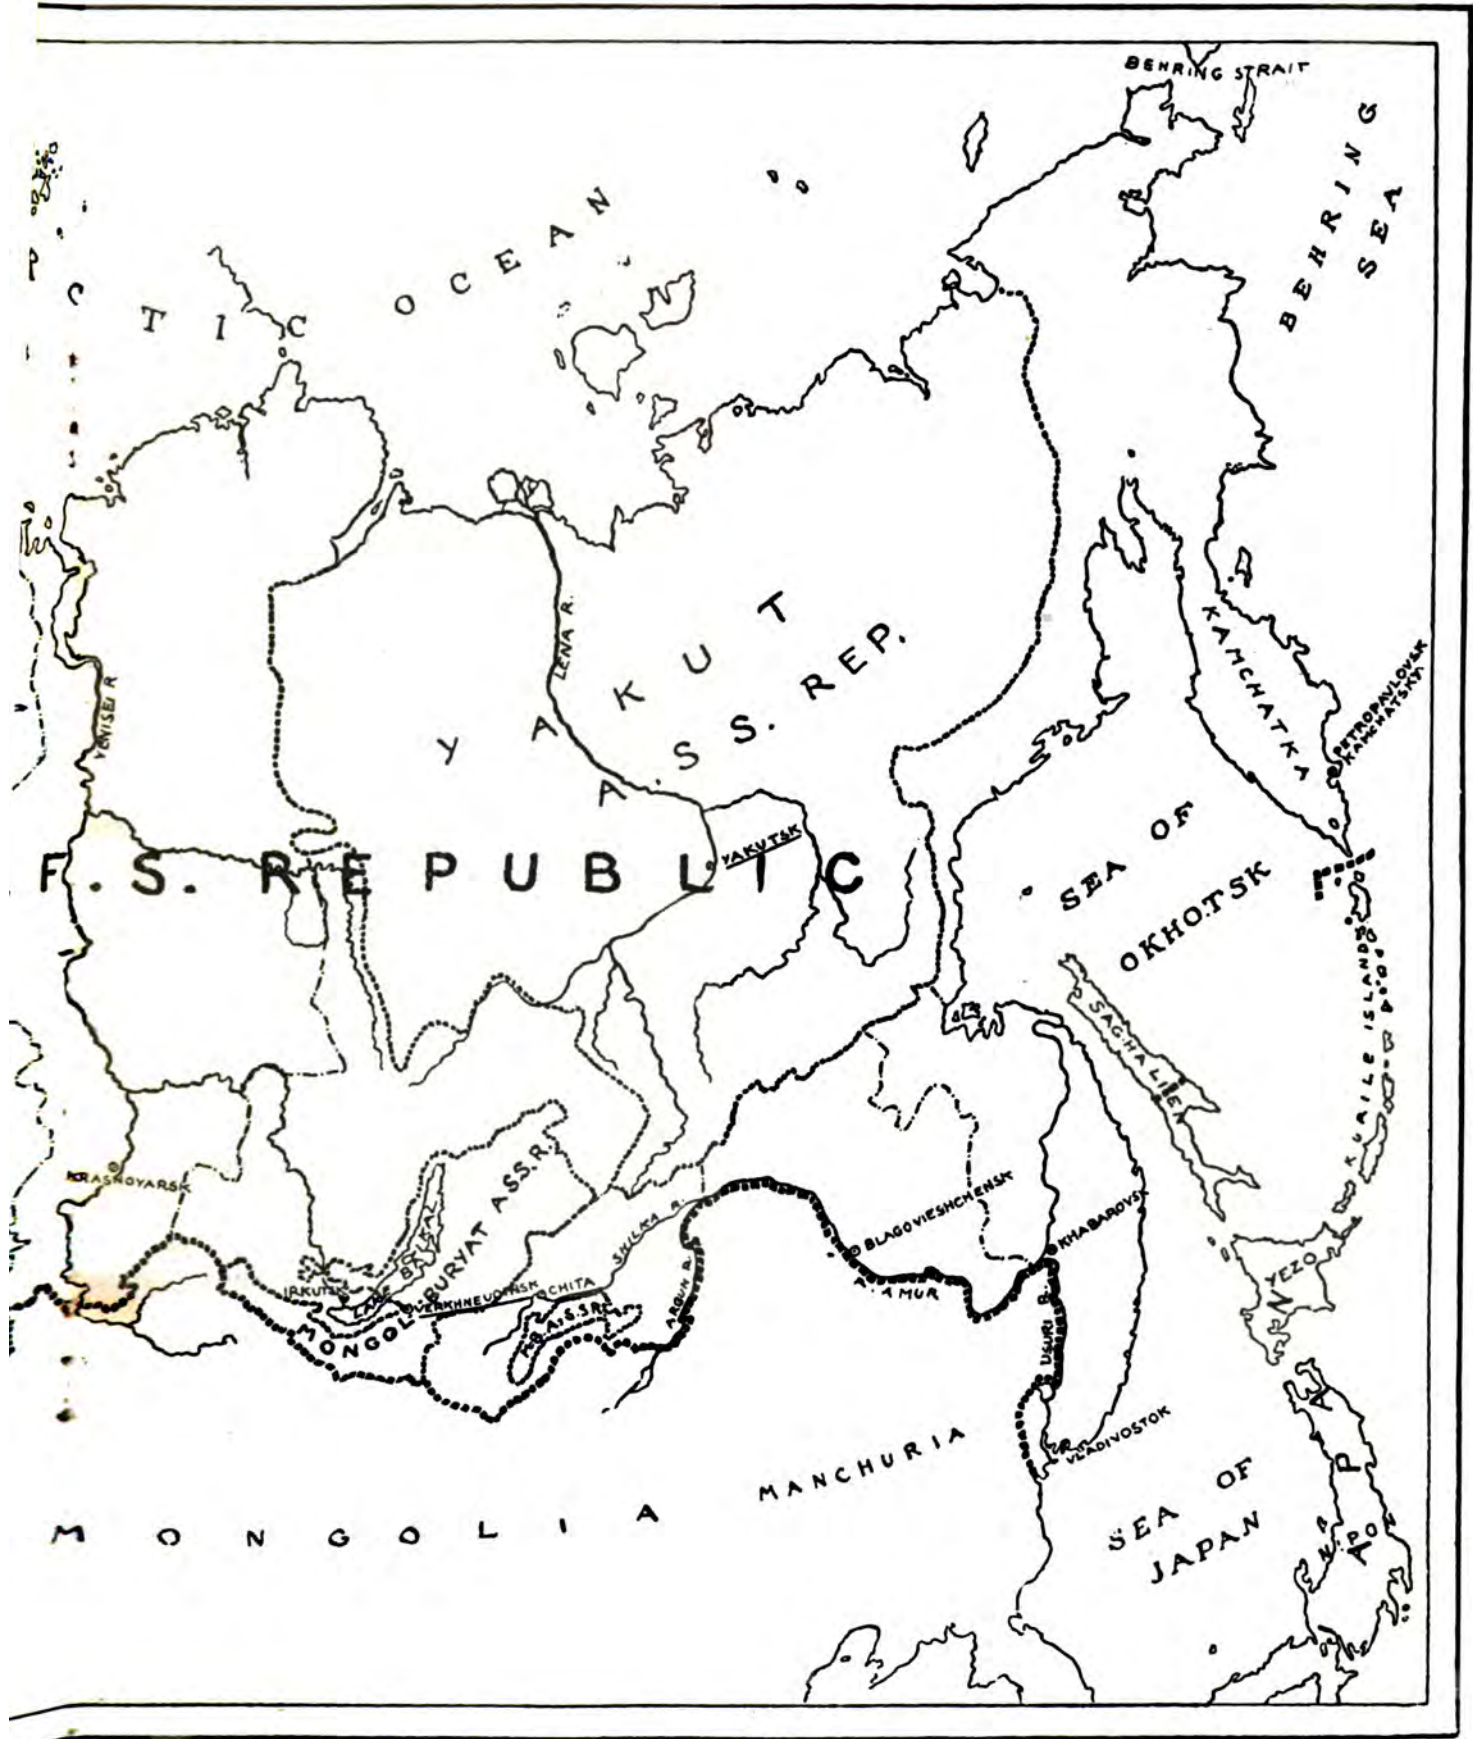 BEHRING STRAIT
BEHRING
SEA
C
TIC OCEAN
YAKUT
A.S.S. REP.
LENA R.
YENISEI R
KAMCHATKA
PETROPAVLOVSK
KAMCHATSKY
F.S. REPUBLIC
YAKUTSK
SEA OF
OKHOTSK
SAGHALIEN
KURILE ISLANDS
KRASNOYARSK
IRKUTSK
LAKE BAIKAL
MONGOL-BURYAT A.S.S.R.
VERKHNEUDINSK
CHITA
M.B.A.S.S.R.
SHILKA R.
ARGUN R.
BLAGOVIESHCHENSK
R. AMUR
KHABAROVSK
USURI R.
YEZO
VLADIVOSTOK
MANCHURIA
MONGOLIA
SEA OF
JAPAN
JAPA